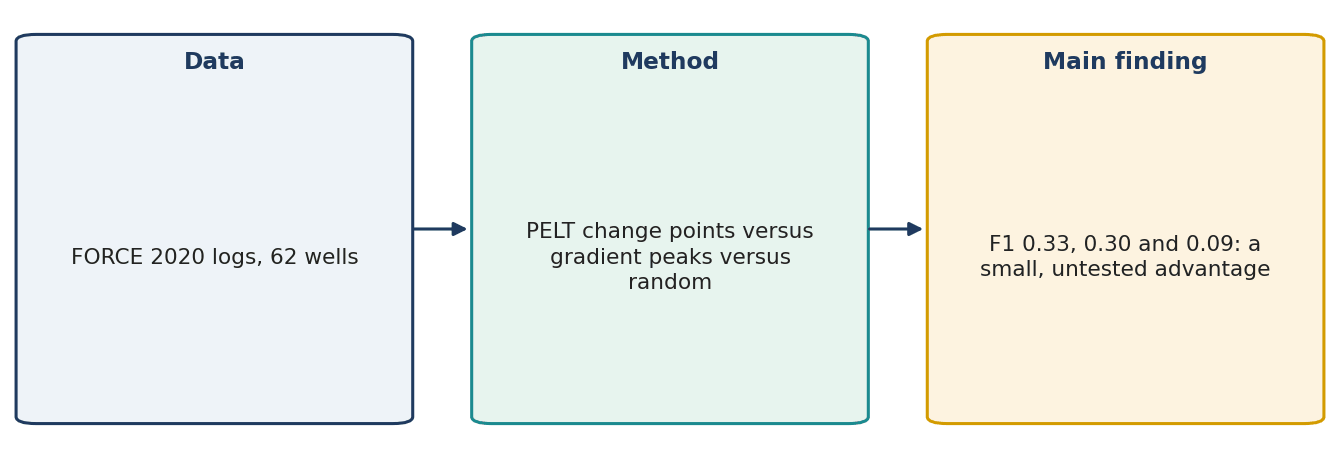 Data
FORCE 2020 logs, 62 wells
Method
PELT change points versus
gradient peaks versus
random
Main finding
F1 0.33, 0.30 and 0.09: a
small, untested advantage